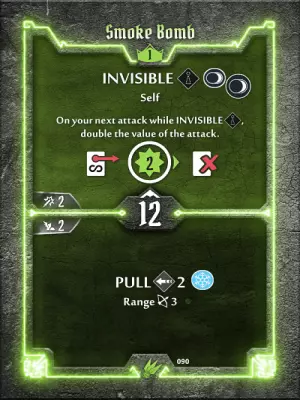 Smoke Bomb
1
INVISIBLE
Self
On your next attack while INVISIBLE ,
double the value of the attack.
S 2
2
12
2
PULL 2
Range 3
090